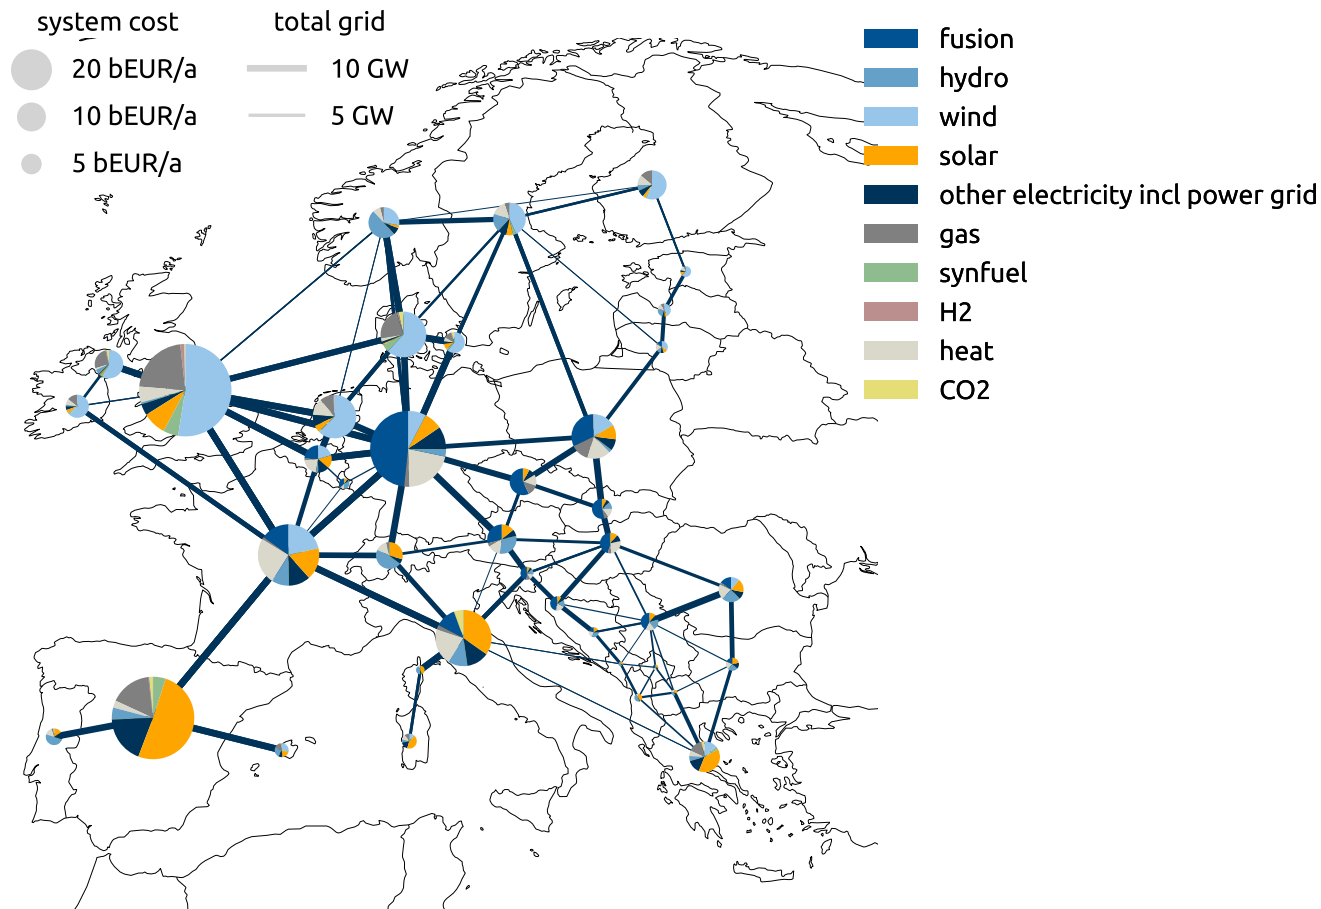 system cost
20 bEUR/a
10 bEUR/a
5 bEUR/a
total grid
10 GW
5 GW
fusion
hydro
wind
solar
other electricity incl power grid
gas
synfuel
H2
heat
CO2